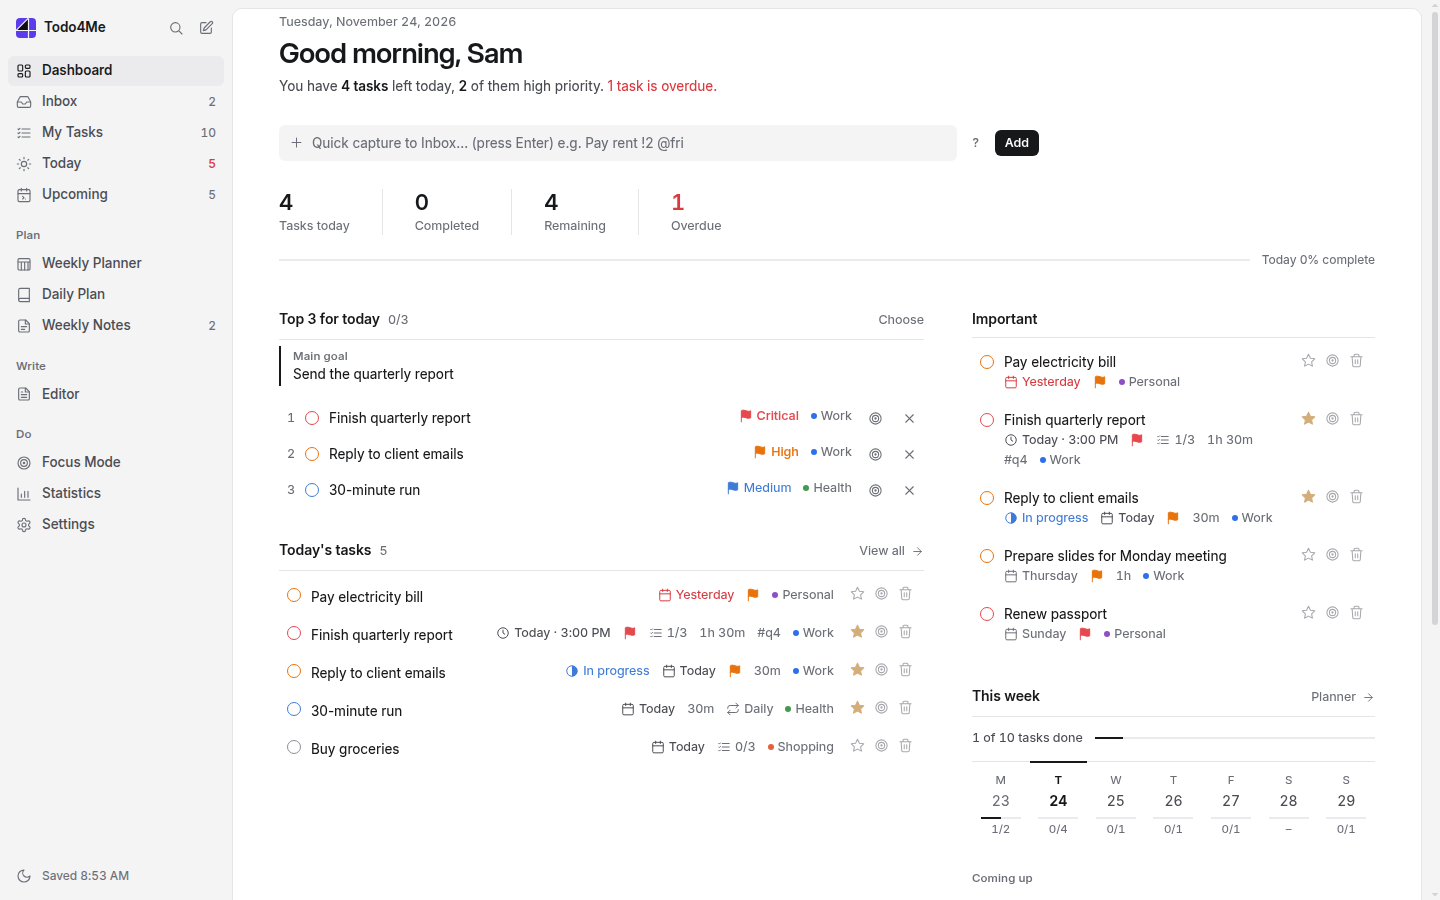 Todo4Me
Dashboard
Inbox 2
My Tasks 10
Today 5
Upcoming 5
Plan
Weekly Planner
Daily Plan
Weekly Notes 2
Write
Editor
Do
Focus Mode
Statistics
Settings
Saved 8:53 AM
Tuesday, November 24, 2026
Good morning, Sam
You have 4 tasks left today, 2 of them high priority. 1 task is overdue.
Quick capture to Inbox... (press Enter) e.g. Pay rent !2 @fri
? Add
4 0 4 1
Tasks today Completed Remaining Overdue
Today 0% complete
Top 3 for today 0/3 Choose
Main goal
Send the quarterly report
1 Finish quarterly report Critical Work
2 Reply to client emails High Work
3 30-minute run Medium Health
Today's tasks 5 View all →
Pay electricity bill Yesterday Personal
Finish quarterly report Today · 3:00 PM 1/3 1h 30m #q4 Work
Reply to client emails In progress Today 30m Work
30-minute run Today 30m Daily Health
Buy groceries Today 0/3 Shopping
Important
Pay electricity bill
Yesterday Personal
Finish quarterly report
Today · 3:00 PM 1/3 1h 30m
#q4 Work
Reply to client emails
In progress Today 30m Work
Prepare slides for Monday meeting
Thursday 1h Work
Renew passport
Sunday Personal
This week Planner →
1 of 10 tasks done
M T W T F S S
23 24 25 26 27 28 29
1/2 0/4 0/1 0/1 0/1 – 0/1
Coming up